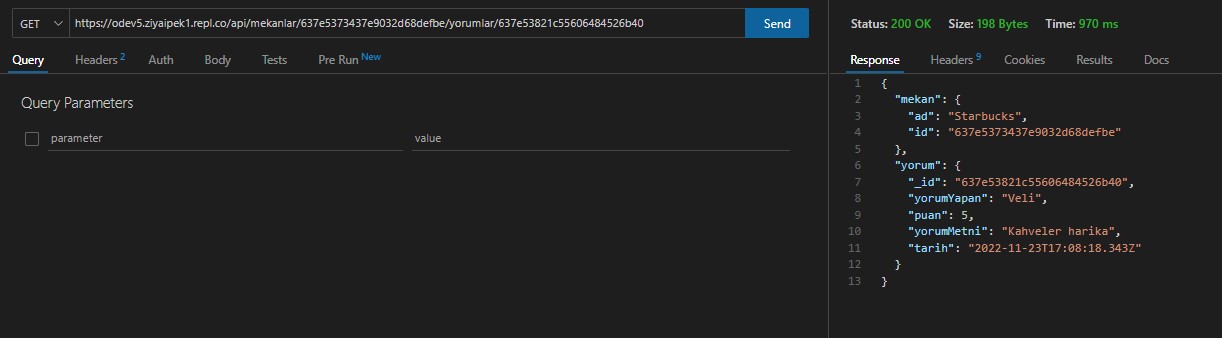 GET https://odev5.ziyaipek1.repl.co/api/mekanlar/637e5373437e9032d68defbe/yorumlar/637e53821c55606484526b40 Send
Query Headers 2 Auth Body Tests Pre Run New
Query Parameters
parameter value
Status: 200 OK Size: 198 Bytes Time: 970 ms
Response Headers 9 Cookies Results Docs
1 {
2 "mekan": {
3 "ad": "Starbucks",
4 "id": "637e5373437e9032d68defbe"
5 },
6 "yorum": {
7 "_id": "637e53821c55606484526b40",
8 "yorumYapan": "Veli",
9 "puan": 5,
10 "yorumMetni": "Kahveler harika",
11 "tarih": "2022-11-23T17:08:18.343Z"
12 }
13 }